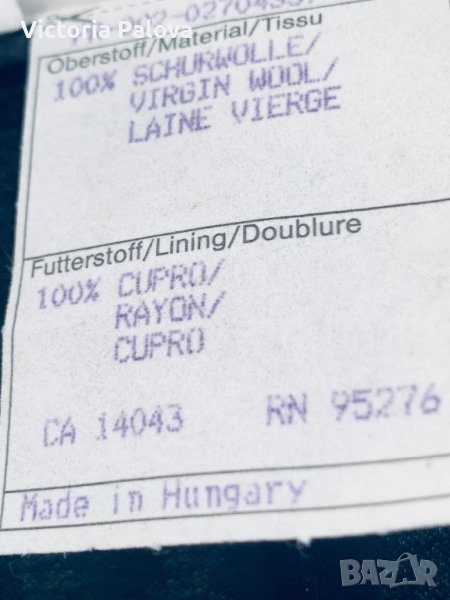 Victoria Palova
Oberstoff/Material/Tissu
100% SCHURWOLLE/
VIRGIN WOOL/
LAINE VIERGE
Futterstoff/Lining/Doublure
100% CUPRO/
RAYON/
CUPRO
CA 14043 RN 95276
Made in Hungary
BAZAR